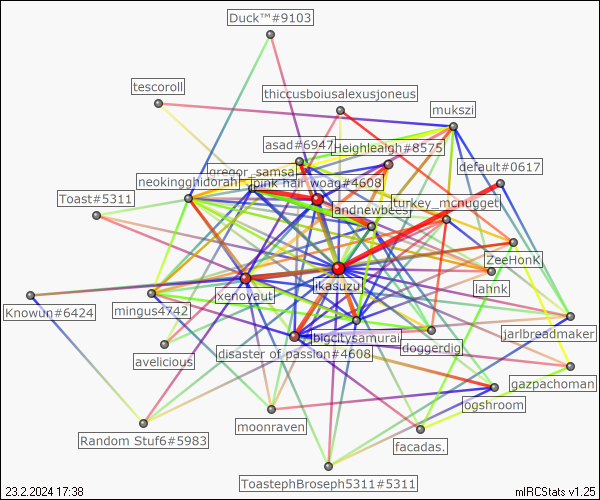 Duck™#9103
tescoroll
thiccusboiusalexusjoneus
mukszi
asad#6947
Heighleaigh#8575
default#0617
gregor_samsa
neokingghidorah
pink hair woag#4608
Toast#5311
andnewbees
turkey_mcnugget
ZeeHonK
lahnk
xenoyaut
likasuzu
Knowun#6424
mingus4742
jarlbreadmaker
bigcitysamurai
doggerdig
avelicious
disaster of passion#4608
gazpachoman
ogshroom
moonraven
Random Stuf6#5983
facadas.
ToastephBroseph5311#5311
23.2.2024 17:38
mIRCStats v1.25